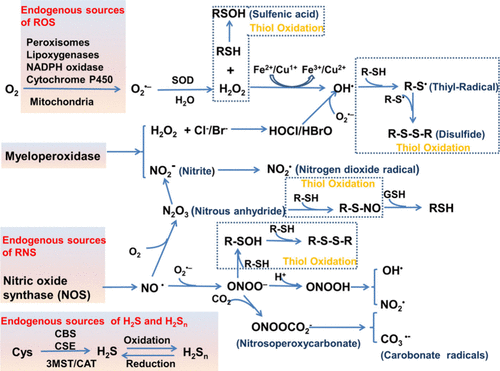 Endogenous sources
of ROS
Peroxisomes
Lipoxygenases
NADPH oxidase
Cytochrome P450
Mitochondria
O₂
O₂•−
SOD
H₂O
RSOH (Sulfenic acid)
Thiol Oxidation
RSH
+
H₂O₂
Fe²⁺/Cu¹⁺
Fe³⁺/Cu²⁺
OH•
O₂•−
R-SH
R-S• (Thiyl-Radical)
R-S•
R-S-S-R
(Disulfide)
Thiol Oxidation
Myeloperoxidase
H₂O₂ + Cl⁻/Br⁻
HOCl/HBrO
NO₂⁻ (Nitrite)
NO₂• (Nitrogen dioxide radical)
Thiol Oxidation
N₂O₃ (Nitrous anhydride)
R-SH
R-S-NO
GSH
RSH
Endogenous sources
of RNS
Nitric oxide
synthase (NOS)
O₂
NO•
O₂•−
R-SOH
R-SH
R-S-S-R
R-SH
Thiol Oxidation
ONOO⁻
H⁺
ONOOH
OH•
NO₂•
CO₂
ONOOCO₂⁻
(Nitrosoperoxycarbonate)
CO₃•−
(Carobonate radicals)
Endogenous sources of H₂S and H₂Sₙ
Cys
CBS
CSE
3MST/CAT
H₂S
Oxidation
Reduction
H₂Sₙ